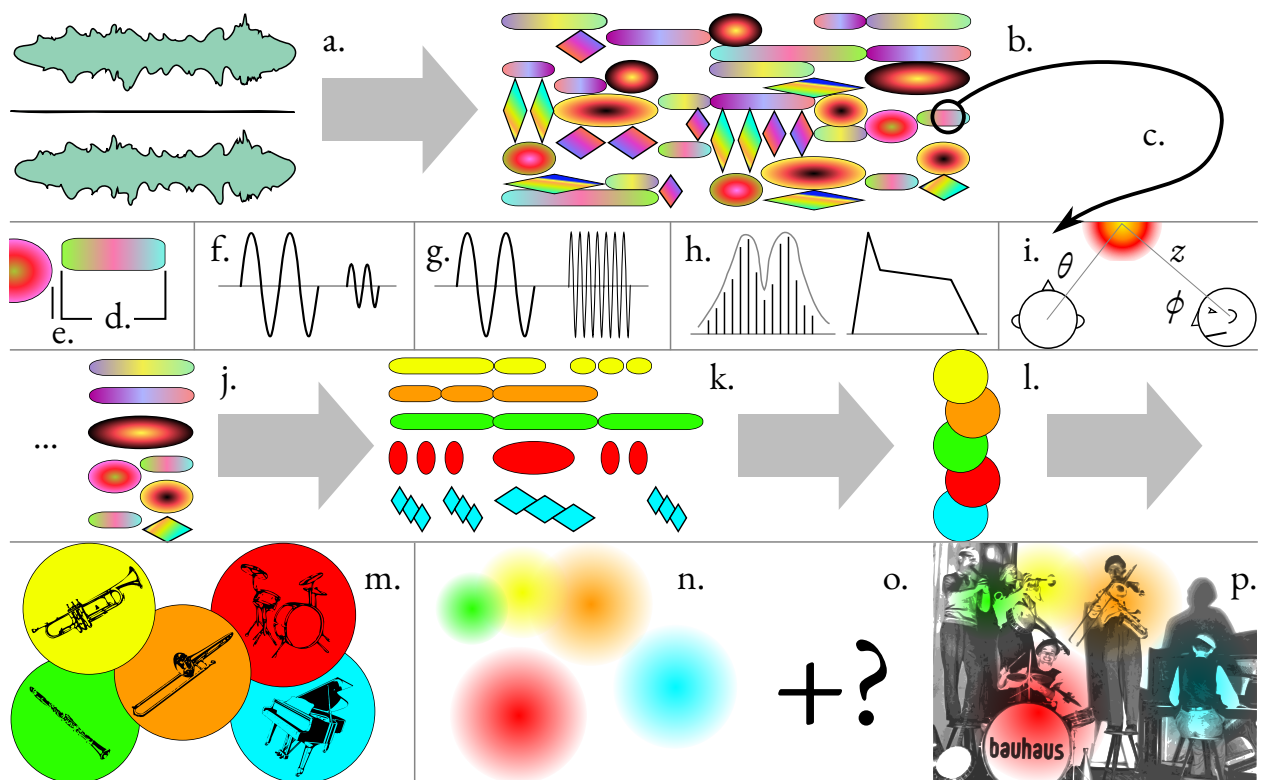 a.
b.
c.
d.
e.
f.
g.
h.
i.
θ
z
ϕ
...
j.
k.
l.
m.
n.
o.
p.
+?
bauhaus